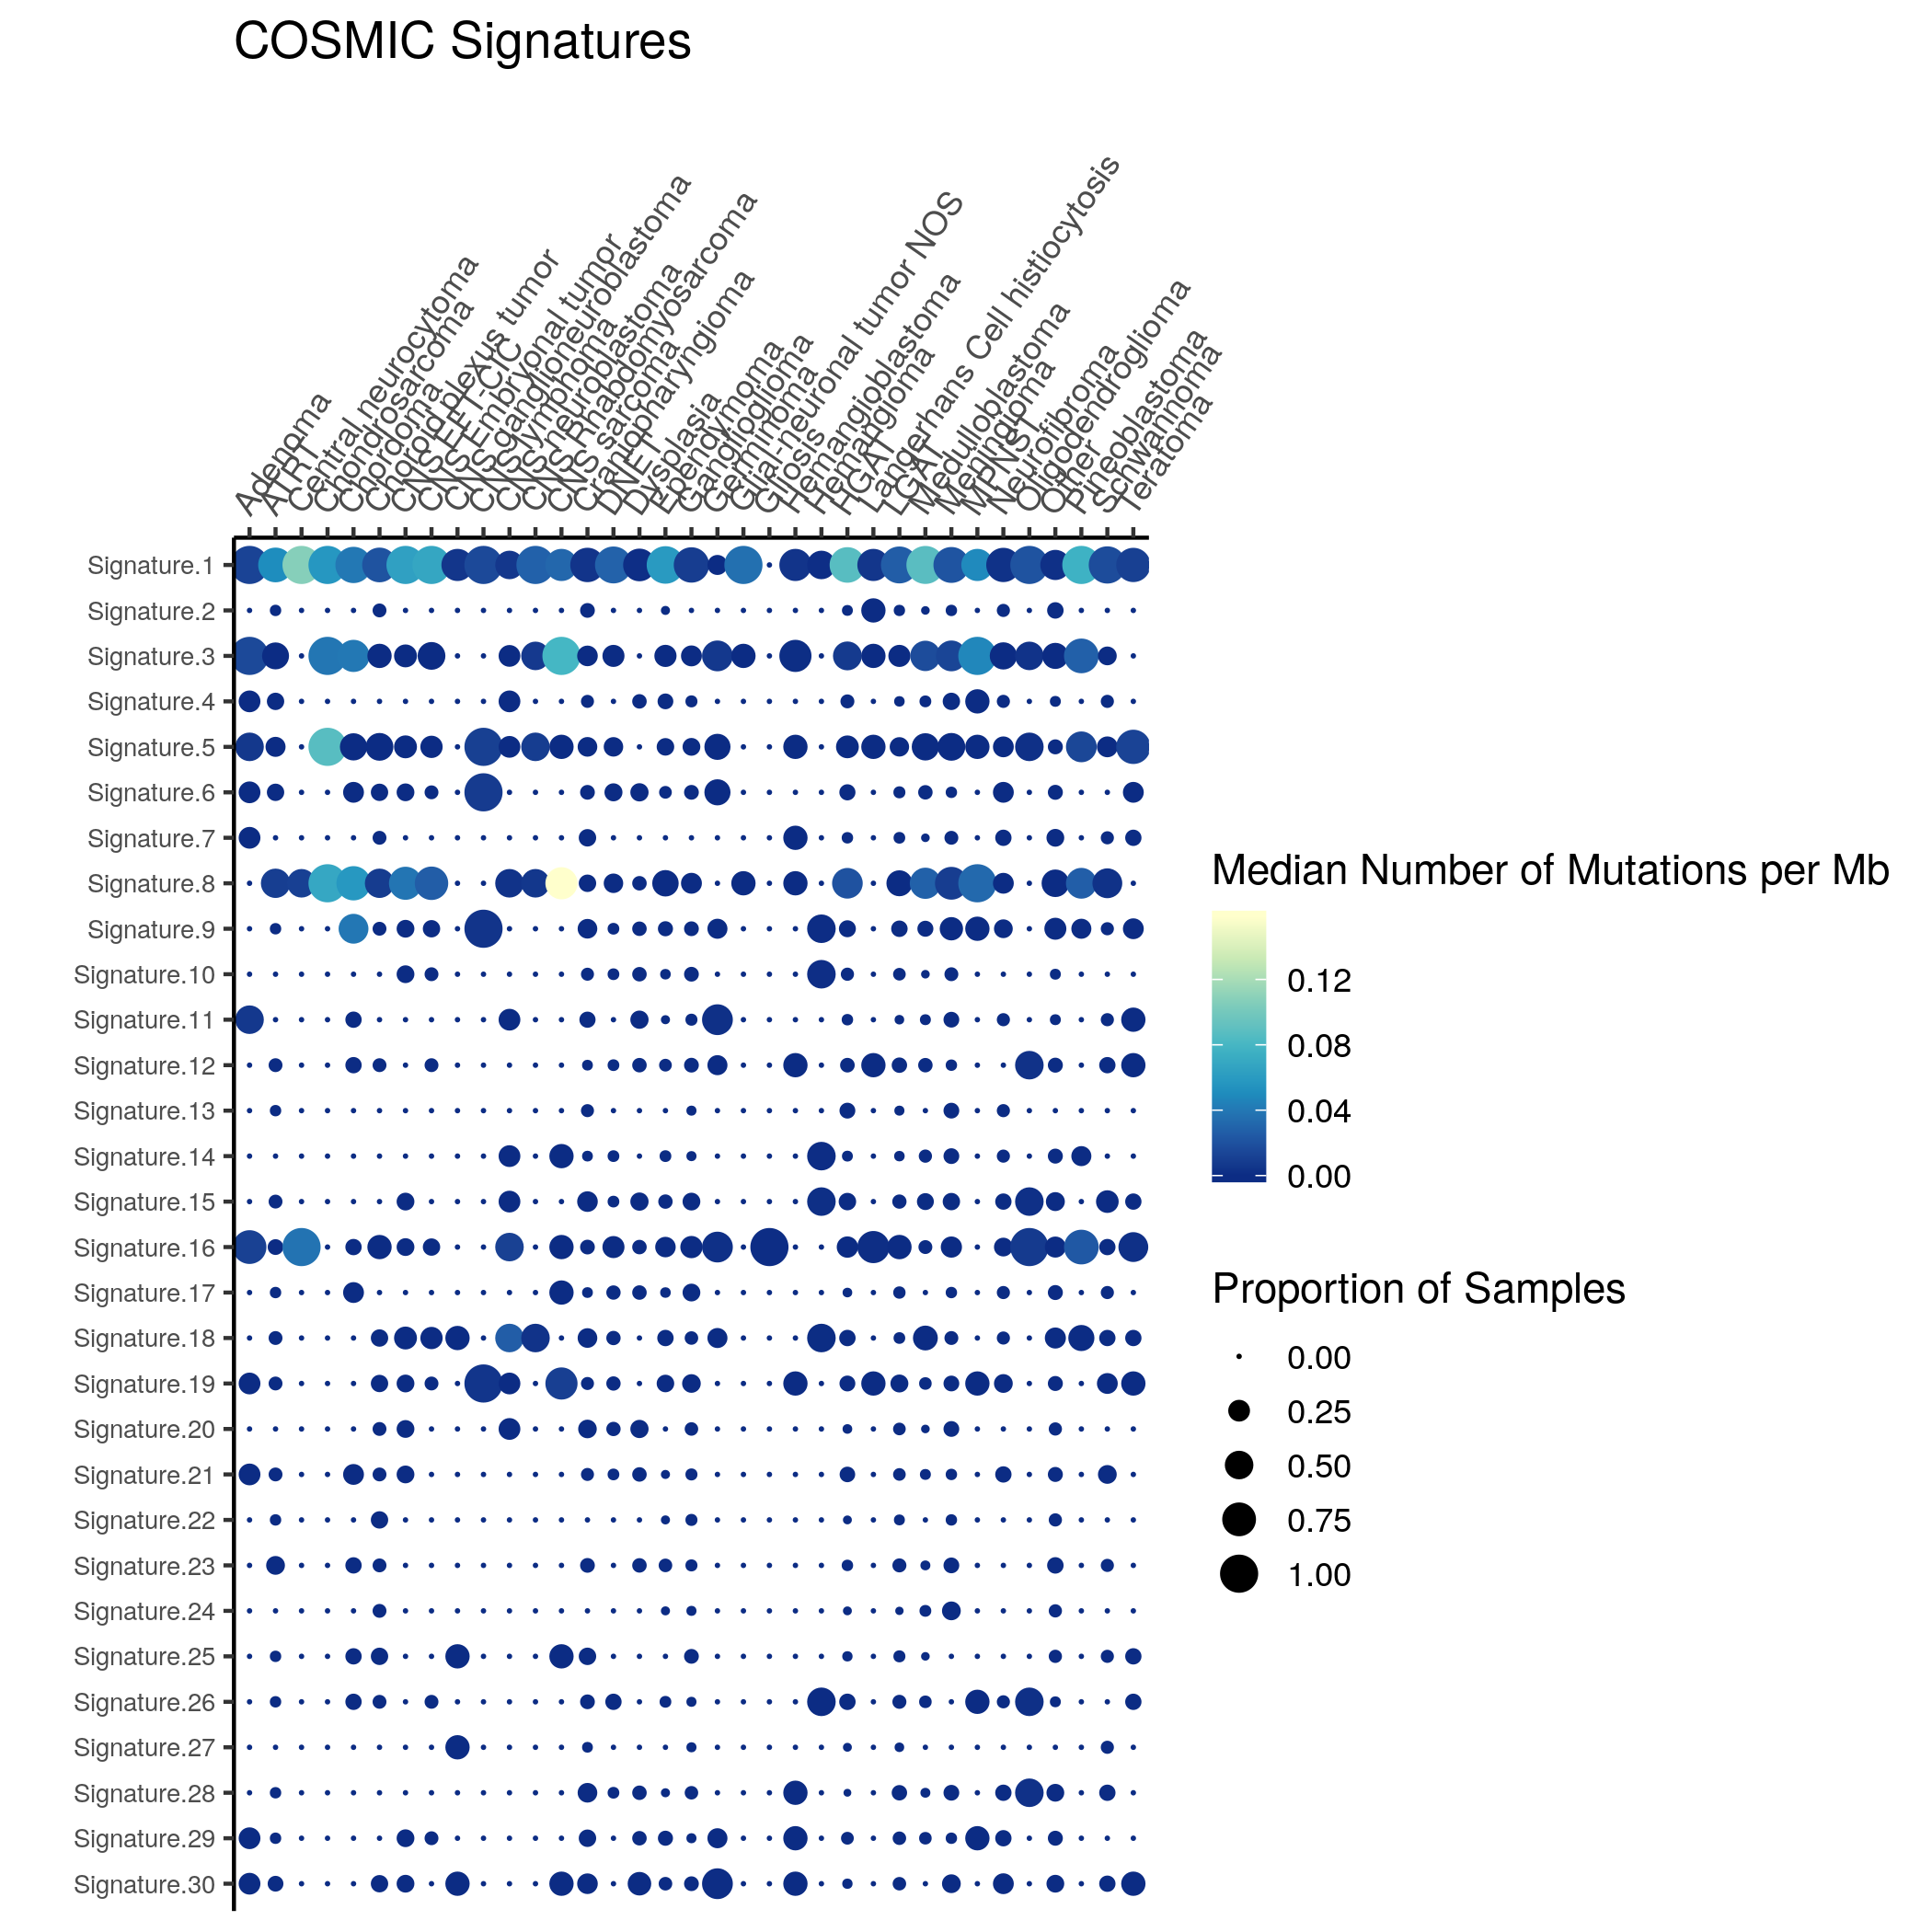 COSMIC Signatures
Adenoma
ATRT
Central neurocytoma
Chondrosarcoma
Chordoma
Choroid plexus tumor
CNS EFT-CIC
CNS Embryonal tumor
CNS ganglioneuroblastoma
CNS lymphoma
CNS neuroblastoma
CNS Rhabdomyosarcoma
CNS sarcoma
Craniopharyngioma
DNET
Dysplasia
Ependymoma
Ganglioglioma
Germinoma
Glial-neuronal tumor NOS
Gliosis
Hemangioblastoma
Hemangioma
HGAT
Langerhans Cell histiocytosis
LGAT
Medulloblastoma
Meningioma
MPNST
Neurofibroma
Oligodendroglioma
Other
Pineoblastoma
Schwannoma
Teratoma
Signature.1
Signature.2
Signature.3
Signature.4
Signature.5
Signature.6
Signature.7
Signature.8
Signature.9
Signature.10
Signature.11
Signature.12
Signature.13
Signature.14
Signature.15
Signature.16
Signature.17
Signature.18
Signature.19
Signature.20
Signature.21
Signature.22
Signature.23
Signature.24
Signature.25
Signature.26
Signature.27
Signature.28
Signature.29
Signature.30
Median Number of Mutations per Mb
0.12
0.08
0.04
0.00
Proportion of Samples
0.00
0.25
0.50
0.75
1.00